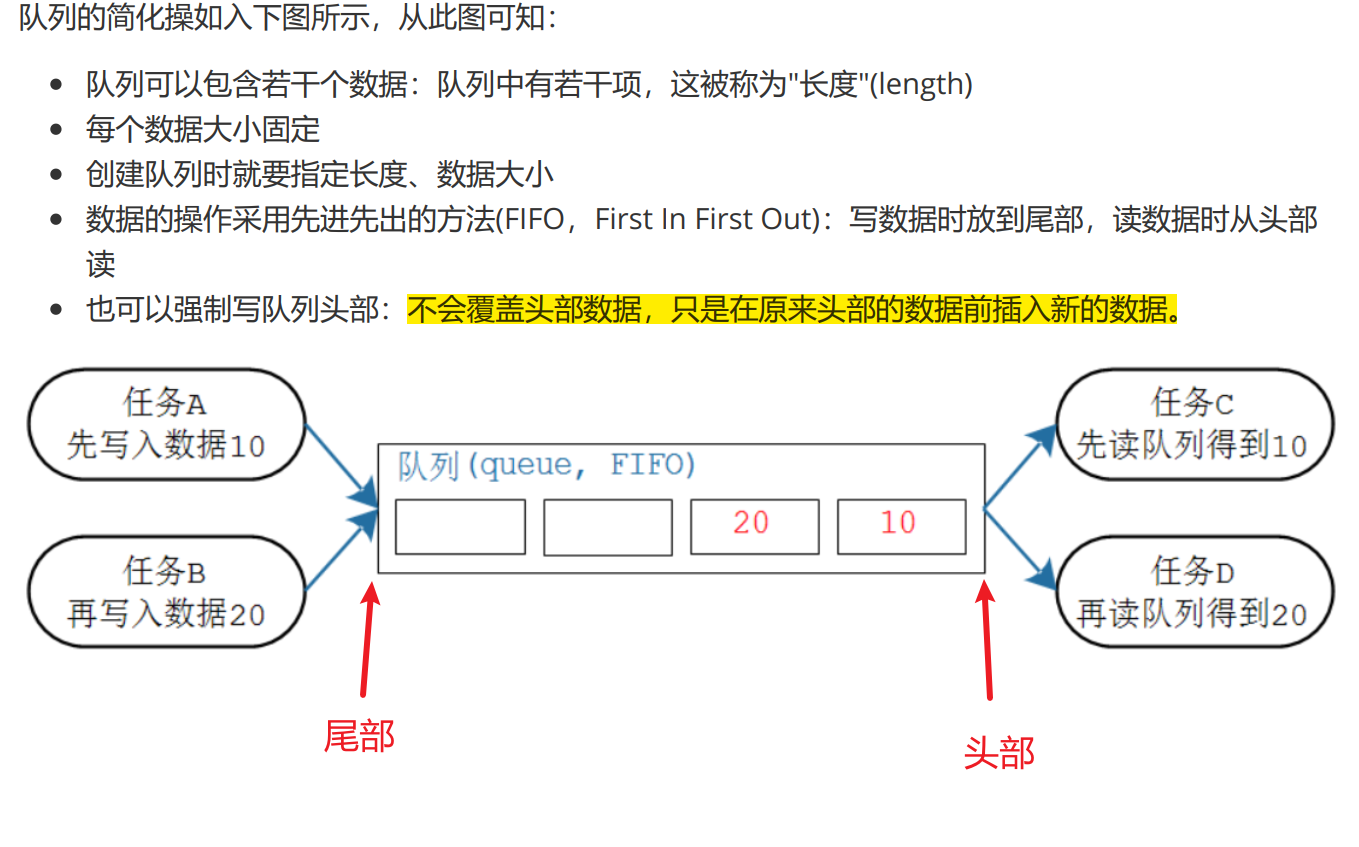 队列的简化操如入下图所示，从此图可知：
队列可以包含若干个数据：队列中有若干项，这被称为"长度"(length)
每个数据大小固定
创建队列时就要指定长度、数据大小
数据的操作采用先进先出的方法(FIFO，First In First Out)：写数据时放到尾部，读数据时从头部
读
也可以强制写队列头部：不会覆盖头部数据，只是在原来头部的数据前插入新的数据。
任务A
先写入数据10
任务B
再写入数据20
队列(queue, FIFO)
20 10
任务C
先读队列得到10
任务D
再读队列得到20
尾部
头部